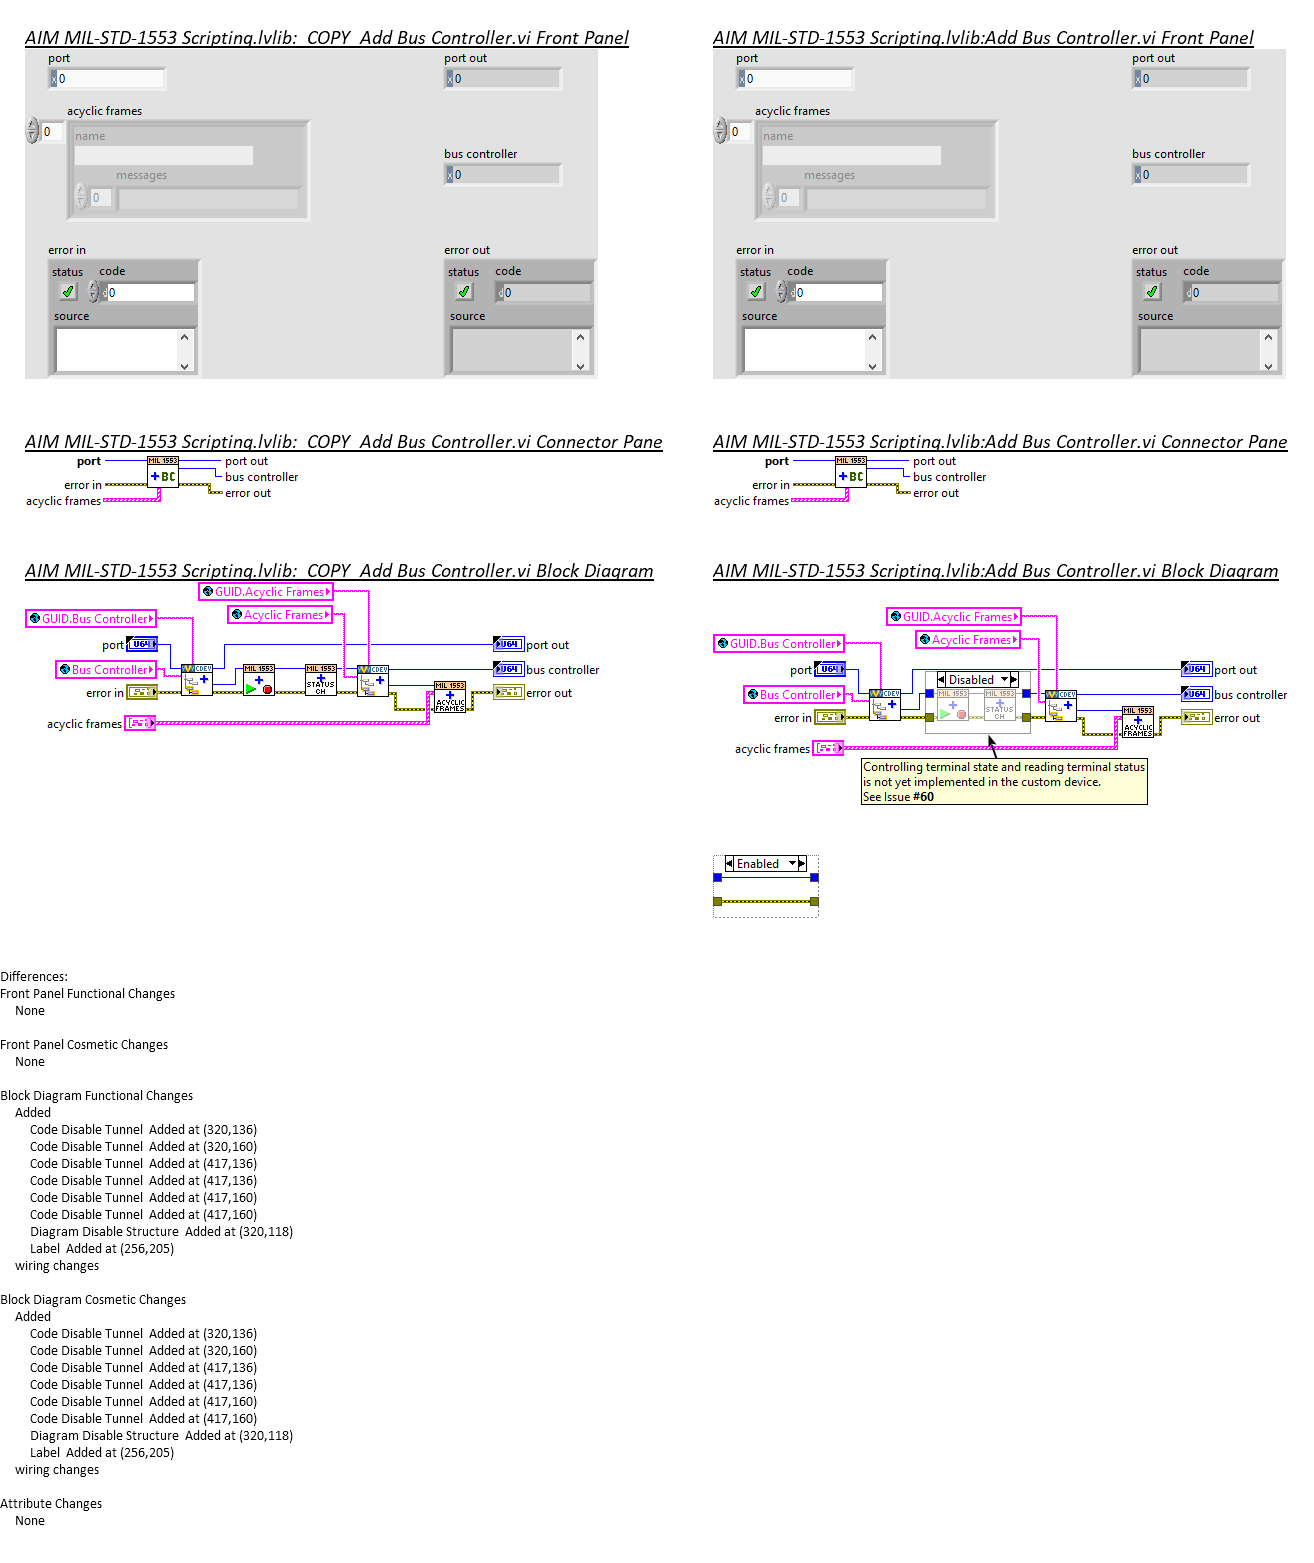 AIM MIL-STD-1553 Scripting.lvlib:  COPY  Add Bus Controller.vi Front Panel
port
x 0
port out
x 0
acyclic frames
0
name
messages
0
bus controller
x 0
error in
status
code
d 0
source
error out
status
code
d 0
source
AIM MIL-STD-1553 Scripting.lvlib:Add Bus Controller.vi Front Panel
port
x 0
port out
x 0
acyclic frames
0
name
messages
0
bus controller
x 0
error in
status
code
d 0
source
error out
status
code
d 0
source
AIM MIL-STD-1553 Scripting.lvlib:  COPY  Add Bus Controller.vi Connector Pane
port
MIL 1553
+BC
port out
bus controller
error in
error out
acyclic frames
AIM MIL-STD-1553 Scripting.lvlib:Add Bus Controller.vi Connector Pane
port
MIL 1553
+BC
port out
bus controller
error in
error out
acyclic frames
AIM MIL-STD-1553 Scripting.lvlib:  COPY  Add Bus Controller.vi Block Diagram
GUID.Acyclic Frames
Acyclic Frames
GUID.Bus Controller
port
U64
U64
port out
Bus Controller
CDEV
MIL 1553
MIL 1553
STATUS
CH
CDEV
U64
bus controller
error in
MIL 1553
ACYCLIC
FRAMES
error out
acyclic frames
AIM MIL-STD-1553 Scripting.lvlib:Add Bus Controller.vi Block Diagram
GUID.Acyclic Frames
Acyclic Frames
GUID.Bus Controller
port
U64
U64
port out
Disabled
Bus Controller
CDEV
MIL 1553
MIL 1553
STATUS
CH
CDEV
U64
bus controller
error in
MIL 1553
ACYCLIC
FRAMES
error out
acyclic frames
Controlling terminal state and reading terminal status
is not yet implemented in the custom device.
See Issue #60
Enabled
Differences:
Front Panel Functional Changes
None
Front Panel Cosmetic Changes
None
Block Diagram Functional Changes
Added
Code Disable Tunnel  Added at (320,136)
Code Disable Tunnel  Added at (320,160)
Code Disable Tunnel  Added at (417,136)
Code Disable Tunnel  Added at (417,136)
Code Disable Tunnel  Added at (417,160)
Code Disable Tunnel  Added at (417,160)
Diagram Disable Structure  Added at (320,118)
Label  Added at (256,205)
wiring changes
Block Diagram Cosmetic Changes
Added
Code Disable Tunnel  Added at (320,136)
Code Disable Tunnel  Added at (320,160)
Code Disable Tunnel  Added at (417,136)
Code Disable Tunnel  Added at (417,136)
Code Disable Tunnel  Added at (417,160)
Code Disable Tunnel  Added at (417,160)
Diagram Disable Structure  Added at (320,118)
Label  Added at (256,205)
wiring changes
Attribute Changes
None